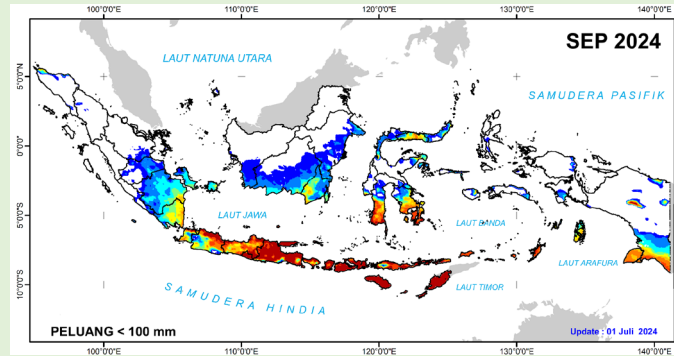 100°0'0"E 110°0'0"E 120°0'0"E 130°0'0"E 140°0'0"E
SEP 2024
LAUT NATUNA UTARA
5°0'0"N
SAMUDERA PASIFIK
0°0'0"
5°0'0"S
LAUT JAWA
LAUT BANDA
LAUT ARAFURA
10°0'0"S
SAMUDERA HINDIA
LAUT TIMOR
PELUANG < 100 mm
Update : 01 Juli 2024
100°0'0"E 110°0'0"E 120°0'0"E 130°0'0"E 140°0'0"E